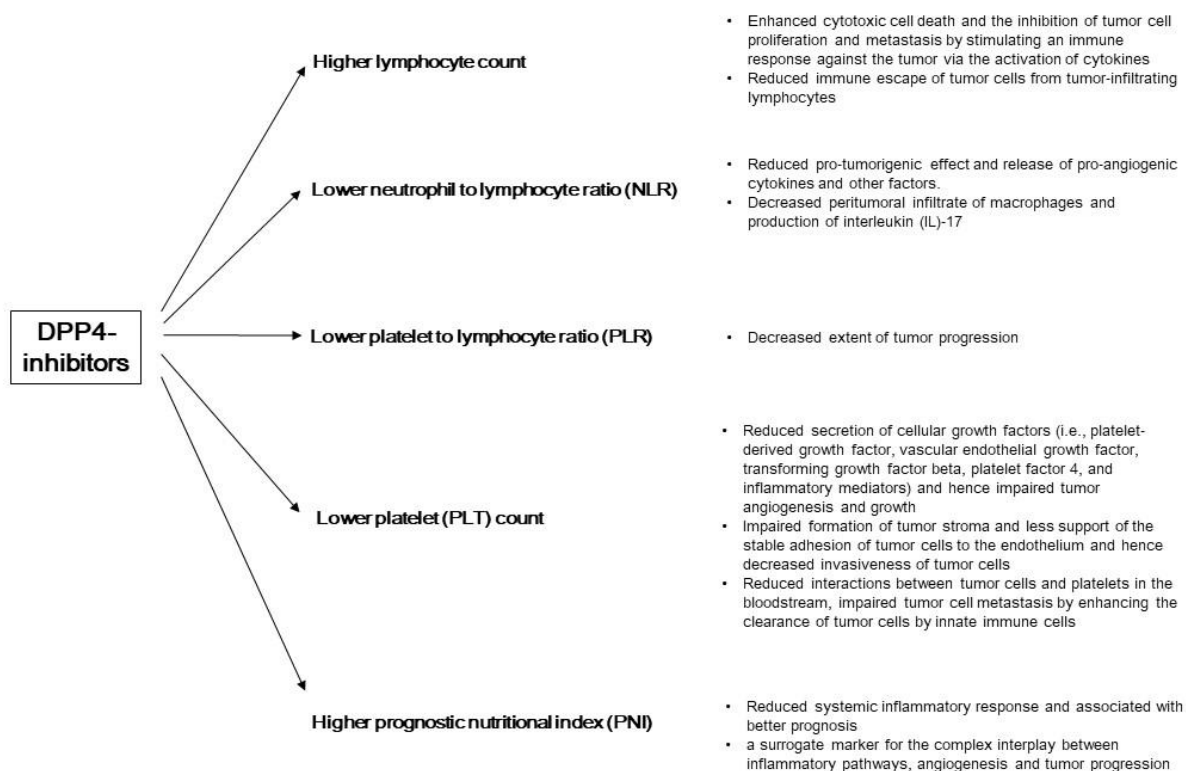 • Enhanced cytotoxic cell death and the inhibition of tumor cell
proliferation and metastasis by stimulating an immune
response against the tumor via the activation of cytokines
• Reduced immune escape of tumor cells from tumor-infiltrating
lymphocytes
Higher lymphocyte count
• Reduced pro-tumorigenic effect and release of pro-angiogenic
cytokines and other factors.
• Decreased peritumoral infiltrate of macrophages and
production of interleukin (IL)-17
Lower neutrophil to lymphocyte ratio (NLR)
DPP4-
inhibitors
Lower platelet to lymphocyte ratio (PLR)
• Decreased extent of tumor progression
• Reduced secretion of cellular growth factors (i.e., platelet-
derived growth factor, vascular endothelial growth factor,
transforming growth factor beta, platelet factor 4, and
inflammatory mediators) and hence impaired tumor
angiogenesis and growth
• Impaired formation of tumor stroma and less support of the
stable adhesion of tumor cells to the endothelium and hence
decreased invasiveness of tumor cells
• Reduced interactions between tumor cells and platelets in the
bloodstream, impaired tumor cell metastasis by enhancing the
clearance of tumor cells by innate immune cells
Lower platelet (PLT) count
Higher prognostic nutritional index (PNI)
• Reduced systemic inflammatory response and associated with
better prognosis
• a surrogate marker for the complex interplay between
inflammatory pathways, angiogenesis and tumor progression